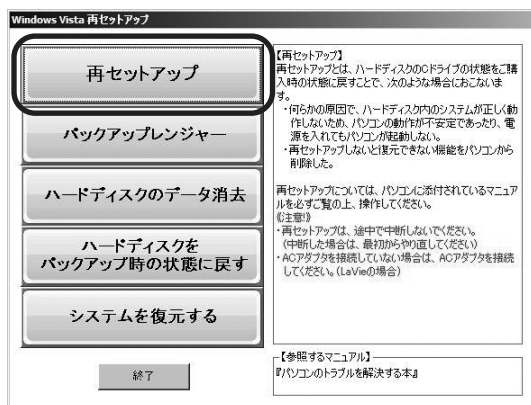 Windows Vista 再セットアップ
再セットアップ
バックアップレンジャー
ハードディスクのデータ消去
ハードディスクを
バックアップ時の状態に戻す
システムを復元する
終了
【再セットアップ】
再セットアップとは、ハードディスクのCドライブの状態をご購
入時の状態に戻すことで、次のような場合におこないま
す。
・何らかの原因で、ハードディスク内のシステムが正しく動
作しないため、パソコンの動作が不安定であったり、電
源を入れてもパソコンが起動しない。
・再セットアップしないと復元できない機能をパソコンから
削除した。
再セットアップについては、パソコンに添付されているマニュア
ルを必ずご覧の上、操作してください。
《注意!》
・再セットアップは、途中で中断しないでください。
(中断した場合は、最初からやり直してください)
・ACアダプタを接続していない場合は、ACアダプタを接続
してください。(LaVieの場合)
【参照するマニュアル】
『パソコンのトラブルを解決する本』